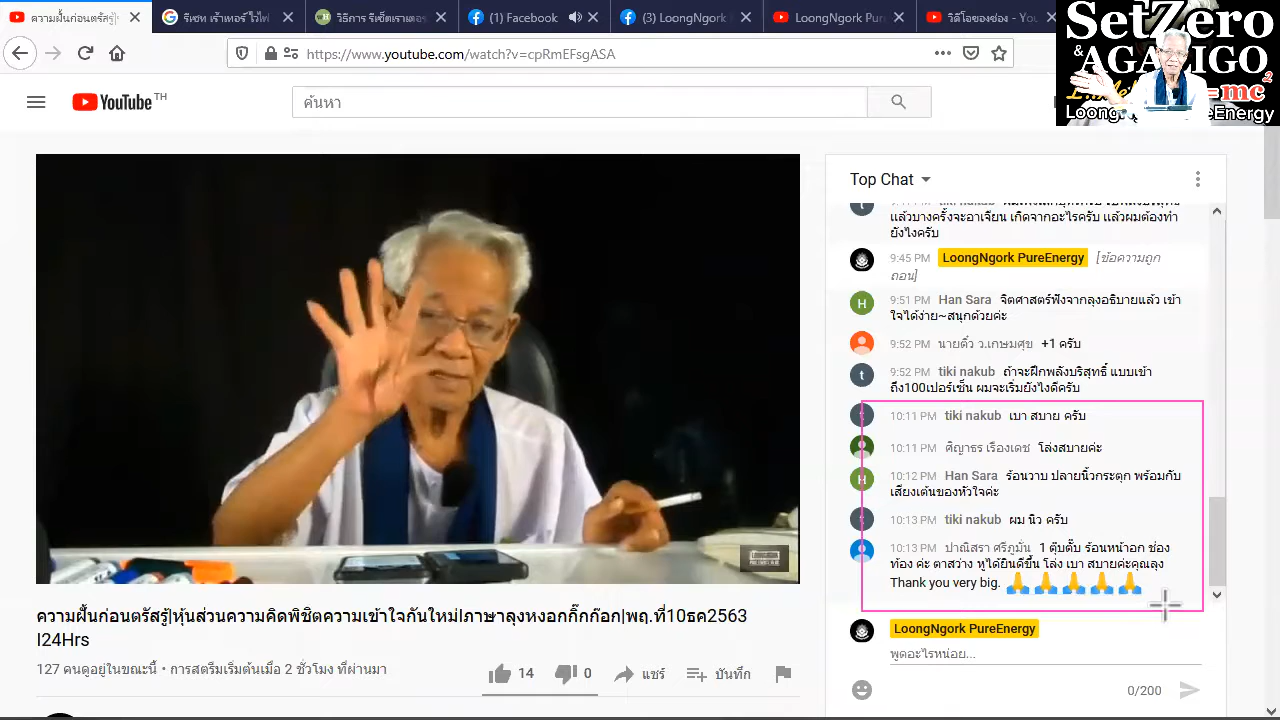 ความฝันก่อนตรัสรู้
รีเซท เร้าเทอร์ ไวไฟ
วิธีการ รีเซ็ตเราเตอร
(1) Facebook
(3) LoongNgork
LoongNgork Pur
วิดีโอของช่อง - You
SetZero
&
=mc2
https://www.youtube.com/watch?v=cpRmEFsgASA
YouTube TH
ค้นหา
Top Chat
แล้วบางครั้งจะอาเจียน เกิดจากอะไรครับ แล้วผมต้องทำ
ยังไงครับ
9:45 PM LoongNgork PureEnergy [ข้อความถูก
ถอน]
9:51 PM Han Sara จิตศาสตร์ฟังจากลุงอธิบายแล้ว เข้า
ใจได้ง่าย~สนุกด้วยค่ะ
9:52 PM นายติ๋ว ว.เกษมศุข +1 ครับ
9:52 PM tiki nakub ถ้าจะฝึกพลังบริสุทธิ์ แบบเข้า
ถึง100เปอร์เซ็น ผมจะเริ่มยังไงดีครับ
10:11 PM tiki nakub เบา สบาย ครับ
10:11 PM ศิญาธร เรืองเดช โล่งสบายค่ะ
10:12 PM Han Sara ร้อนวาบ ปลายนิ้วกระตุก พร้อมกับ
เสียงเต้นของหัวใจค่ะ
10:13 PM tiki nakub ผม นิว ครับ
10:13 PM ปาณิสรา ศรีภูมั่น 1 ตุ๊บตั๊บ ร้อนหน้าอก ช่อง
ท้อง ค่ะ ตาสว่าง หูได้ยินดีขึ้น โล่ง เบา สบายค่ะคุณลุง
Thank you very big. 🙏🙏🙏🙏🙏
LoongNgork PureEnergy
พูดอะไรหน่อย...
0/200
ความฝันก่อนตรัสรู้|หุ้นส่วนความคิดพิชิตความเข้าใจกันใหม่|ภาษาลุงหงอกกิ๊กก๊อก|พฤ.ที่10ธค2563
l24Hrs
127 คนดูอยู่ในขณะนี้ • การสตรีมเริ่มต้นเมื่อ 2 ชั่วโมง ที่ผ่านมา
14
0
แชร์
บันทึก